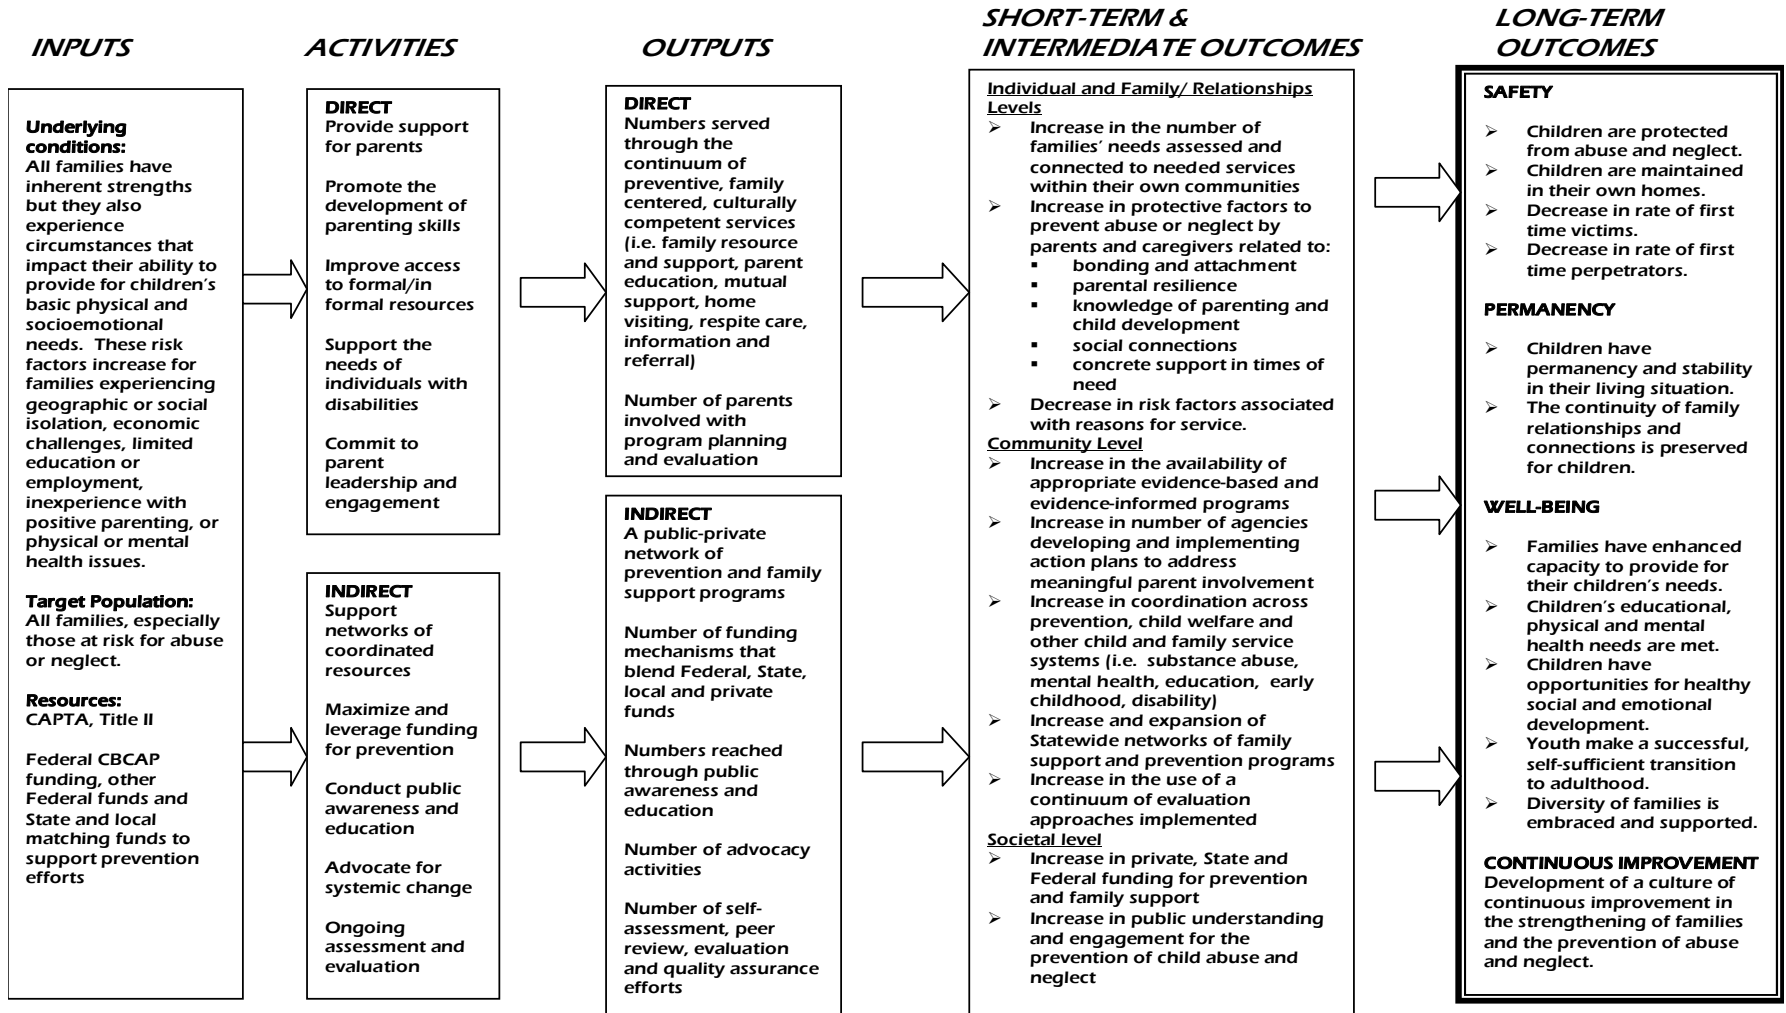 INPUTS
ACTIVITIES
OUTPUTS
SHORT-TERM &
INTERMEDIATE OUTCOMES
LONG-TERM
OUTCOMES
Underlying
conditions:
All families have
inherent strengths
but they also
experience
circumstances that
impact their ability to
provide for children's
basic physical and
socioemotional
needs. These risk
factors increase for
families experiencing
geographic or social
isolation, economic
challenges, limited
education or
employment,
inexperience with
positive parenting, or
physical or mental
health issues.
Target Population:
All families, especially
those at risk for abuse
or neglect.
Resources:
CAPTA, Title II
Federal CBCAP
funding, other
Federal funds and
State and local
matching funds to
support prevention
efforts
DIRECT
Provide support
for parents
Promote the
development of
parenting skills
Improve access
to formal/in
formal resources
Support the
needs of
individuals with
disabilities
Commit to
parent
leadership and
engagement
INDIRECT
Support
networks of
coordinated
resources
Maximize and
leverage funding
for prevention
Conduct public
awareness and
education
Advocate for
systemic change
Ongoing
assessment and
evaluation
DIRECT
Numbers served
through the
continuum of
preventive, family
centered, culturally
competent services
(i.e. family resource
and support, parent
education, mutual
support, home
visiting, respite care,
information and
referral)
Number of parents
involved with
program planning
and evaluation
INDIRECT
A public-private
network of
prevention and family
support programs
Number of funding
mechanisms that
blend Federal, State,
local and private
funds
Numbers reached
through public
awareness and
education
Number of advocacy
activities
Number of self-
assessment, peer
review, evaluation
and quality assurance
efforts
Individual and Family/ Relationships
Levels
➢ Increase in the number of
families' needs assessed and
connected to needed services
within their own communities
➢ Increase in protective factors to
prevent abuse or neglect by
parents and caregivers related to:
▪ bonding and attachment
▪ parental resilience
▪ knowledge of parenting and
child development
▪ social connections
▪ concrete support in times of
need
➢ Decrease in risk factors associated
with reasons for service.
Community Level
➢ Increase in the availability of
appropriate evidence-based and
evidence-informed programs
➢ Increase in number of agencies
developing and implementing
action plans to address
meaningful parent involvement
➢ Increase in coordination across
prevention, child welfare and
other child and family service
systems (i.e. substance abuse,
mental health, education, early
childhood, disability)
➢ Increase and expansion of
Statewide networks of family
support and prevention programs
➢ Increase in the use of a
continuum of evaluation
approaches implemented
Societal level
➢ Increase in private, State and
Federal funding for prevention
and family support
➢ Increase in public understanding
and engagement for the
prevention of child abuse and
neglect
SAFETY
➢ Children are protected
from abuse and neglect.
➢ Children are maintained
in their own homes.
➢ Decrease in rate of first
time victims.
➢ Decrease in rate of first
time perpetrators.
PERMANENCY
➢ Children have
permanency and stability
in their living situation.
➢ The continuity of family
relationships and
connections is preserved
for children.
WELL-BEING
➢ Families have enhanced
capacity to provide for
their children's needs.
➢ Children's educational,
physical and mental
health needs are met.
➢ Children have
opportunities for healthy
social and emotional
development.
➢ Youth make a successful,
self-sufficient transition
to adulthood.
➢ Diversity of families is
embraced and supported.
CONTINUOUS IMPROVEMENT
Development of a culture of
continuous improvement in
the strengthening of families
and the prevention of abuse
and neglect.